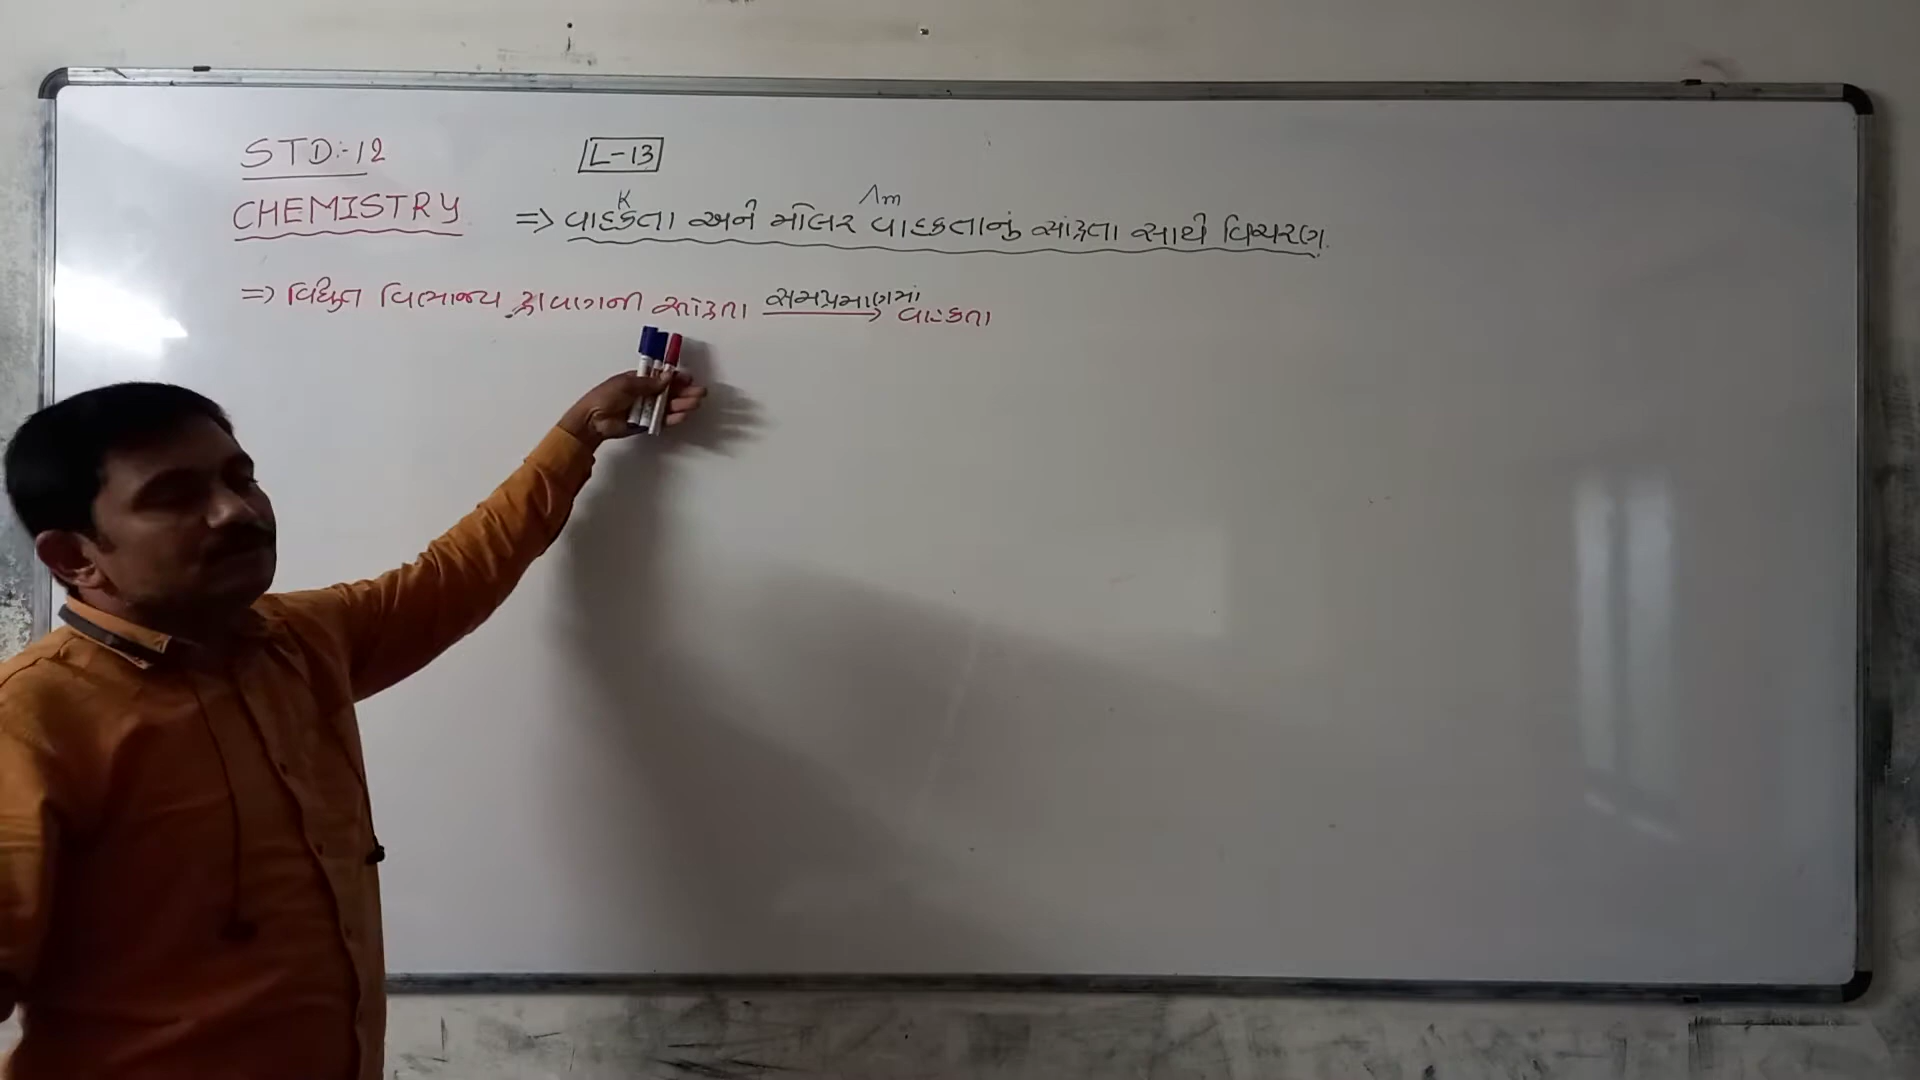 STD:-12
L-13
CHEMISTRY
K Λm
=> વાહકતા અને મોલર વાહકતાનું સાંદ્રતા સાથે વિચરણ.
=> વિદ્યુત વિભાજ્ય દ્રાવણની સાંદ્રતા સમપ્રમાણમાં વાહકતા